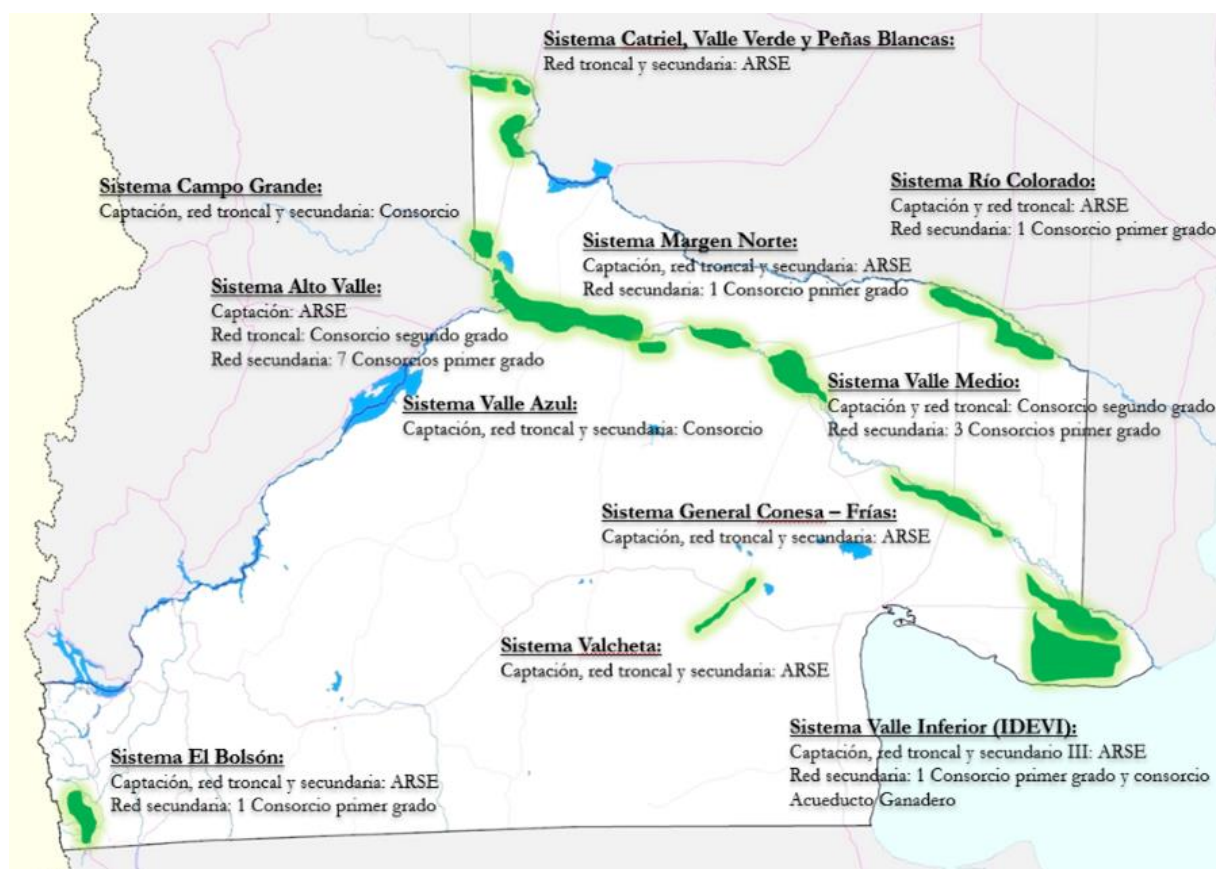 Sistema Catriel, Valle Verde y Peñas Blancas:
Red troncal y secundaria: ARSE
Sistema Campo Grande:
Captación, red troncal y secundaria: Consorcio
Sistema Río Colorado:
Captación y red troncal: ARSE
Red secundaria: 1 Consorcio primer grado
Sistema Margen Norte:
Captación, red troncal y secundaria: ARSE
Red secundaria: 1 Consorcio primer grado
Sistema Alto Valle:
Captación: ARSE
Red troncal: Consorcio segundo grado
Red secundaria: 7 Consorcios primer grado
Sistema Valle Medio:
Captación y red troncal: Consorcio segundo grado
Red secundaria: 3 Consorcios primer grado
Sistema Valle Azul:
Captación, red troncal y secundaria: Consorcio
Sistema General Conesa – Frías:
Captación, red troncal y secundaria: ARSE
Sistema Valcheta:
Captación, red troncal y secundaria: ARSE
Sistema Valle Inferior (IDEVI):
Captación, red troncal y secundario III: ARSE
Red secundaria: 1 Consorcio primer grado y consorcio
Acueducto Ganadero
Sistema El Bolsón:
Captación, red troncal y secundaria: ARSE
Red secundaria: 1 Consorcio primer grado